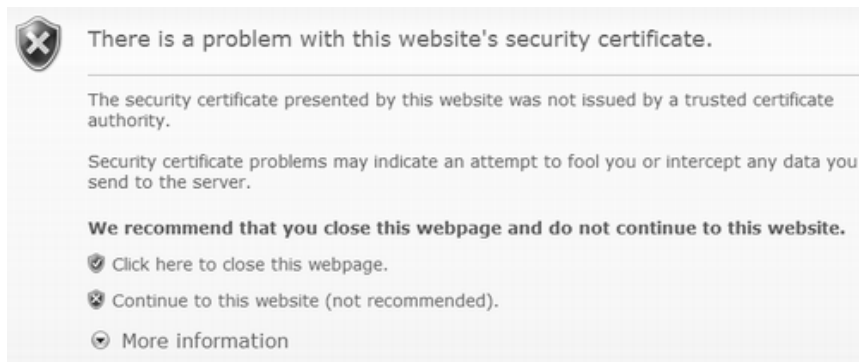 There is a problem with this website's security certificate.
The security certificate presented by this website was not issued by a trusted certificate
authority.
Security certificate problems may indicate an attempt to fool you or intercept any data you
send to the server.
We recommend that you close this webpage and do not continue to this website.
Click here to close this webpage.
Continue to this website (not recommended).
More information